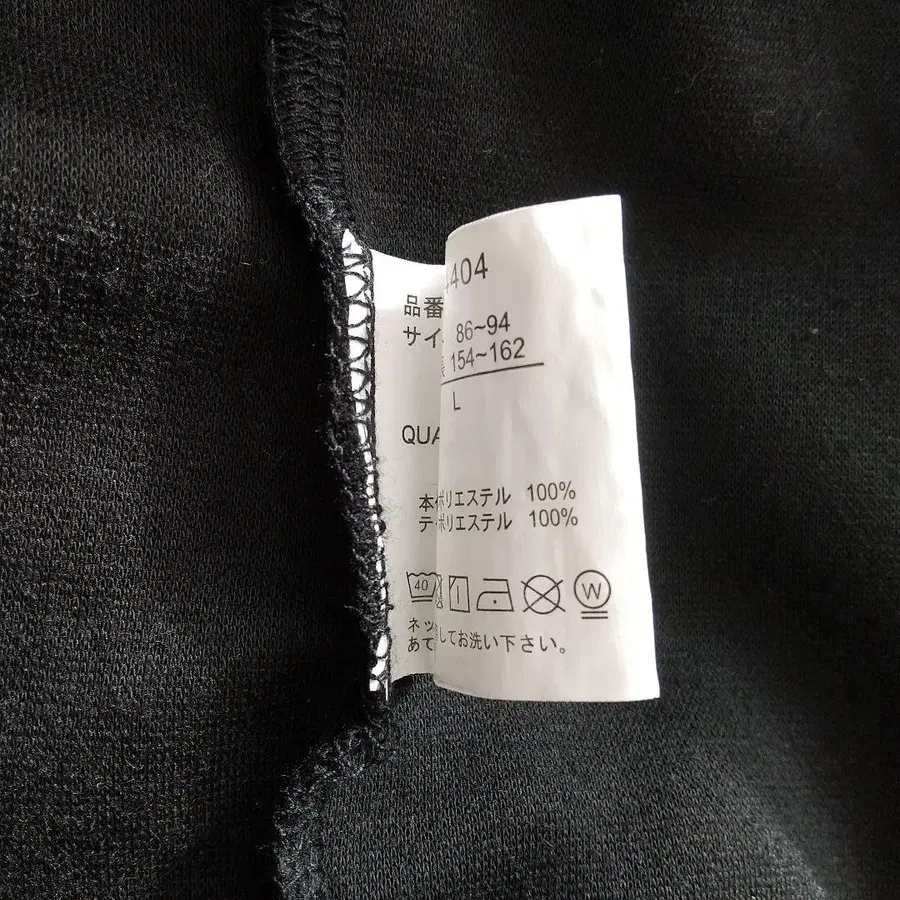 404
品番
サイ 86~94
長 154~162
L
QUA
本 ポリエステル 100%
テ ポリエステル 100%
40 W
ネッ してお洗い下さい。
あて